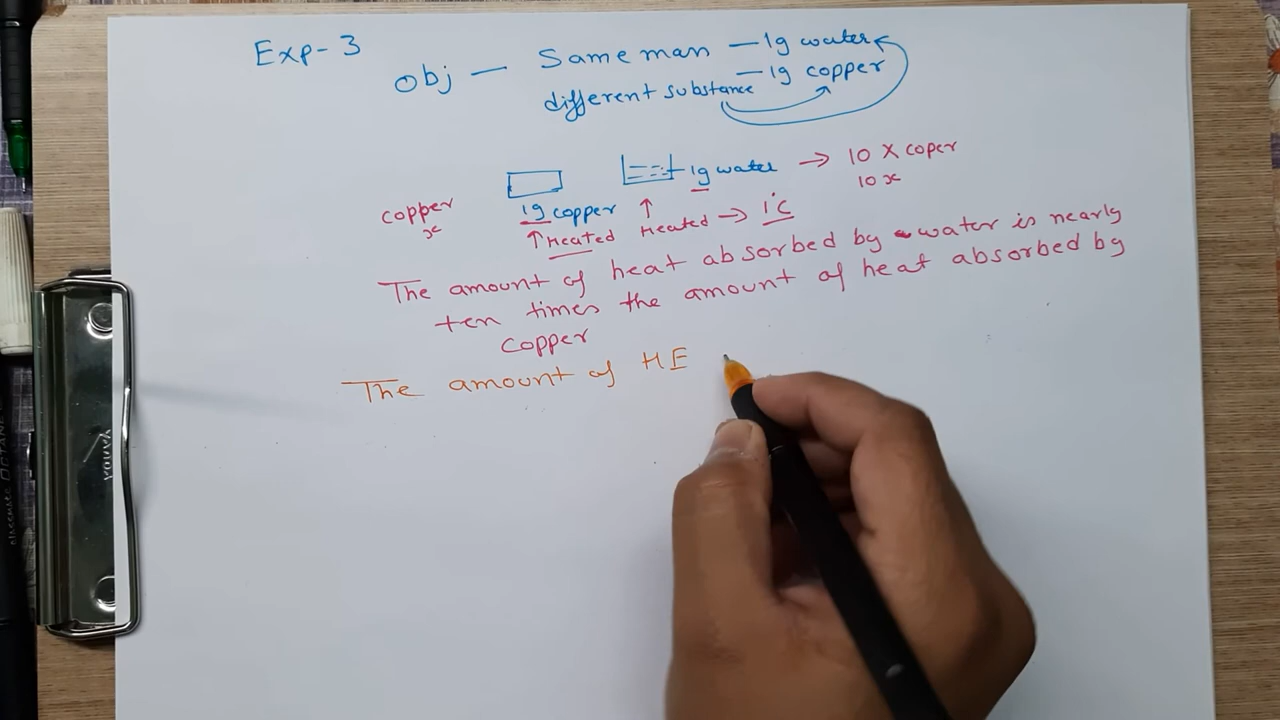 Exp-3
obj — Same man — 1g water
different substance — 1g copper
1g water → 10 X coper
10 x
copper
x
1g copper
↑Heated ↑ Heated → 1°C
The amount of heat absorbed by water is nearly
ten times the amount of heat absorbed by
copper
The amount of HE